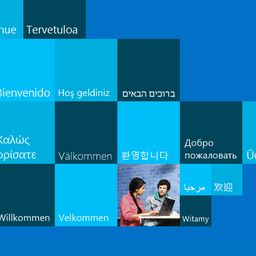 nue
Tervetuloa
Bienvenido
Hoş geldiniz
ברוכים הבאים
Καλώς
ορίσατε
Välkommen
환영합니다
Добро
пожаловать
مرحبا
欢迎
Willkommen
Velkommen
Witamy